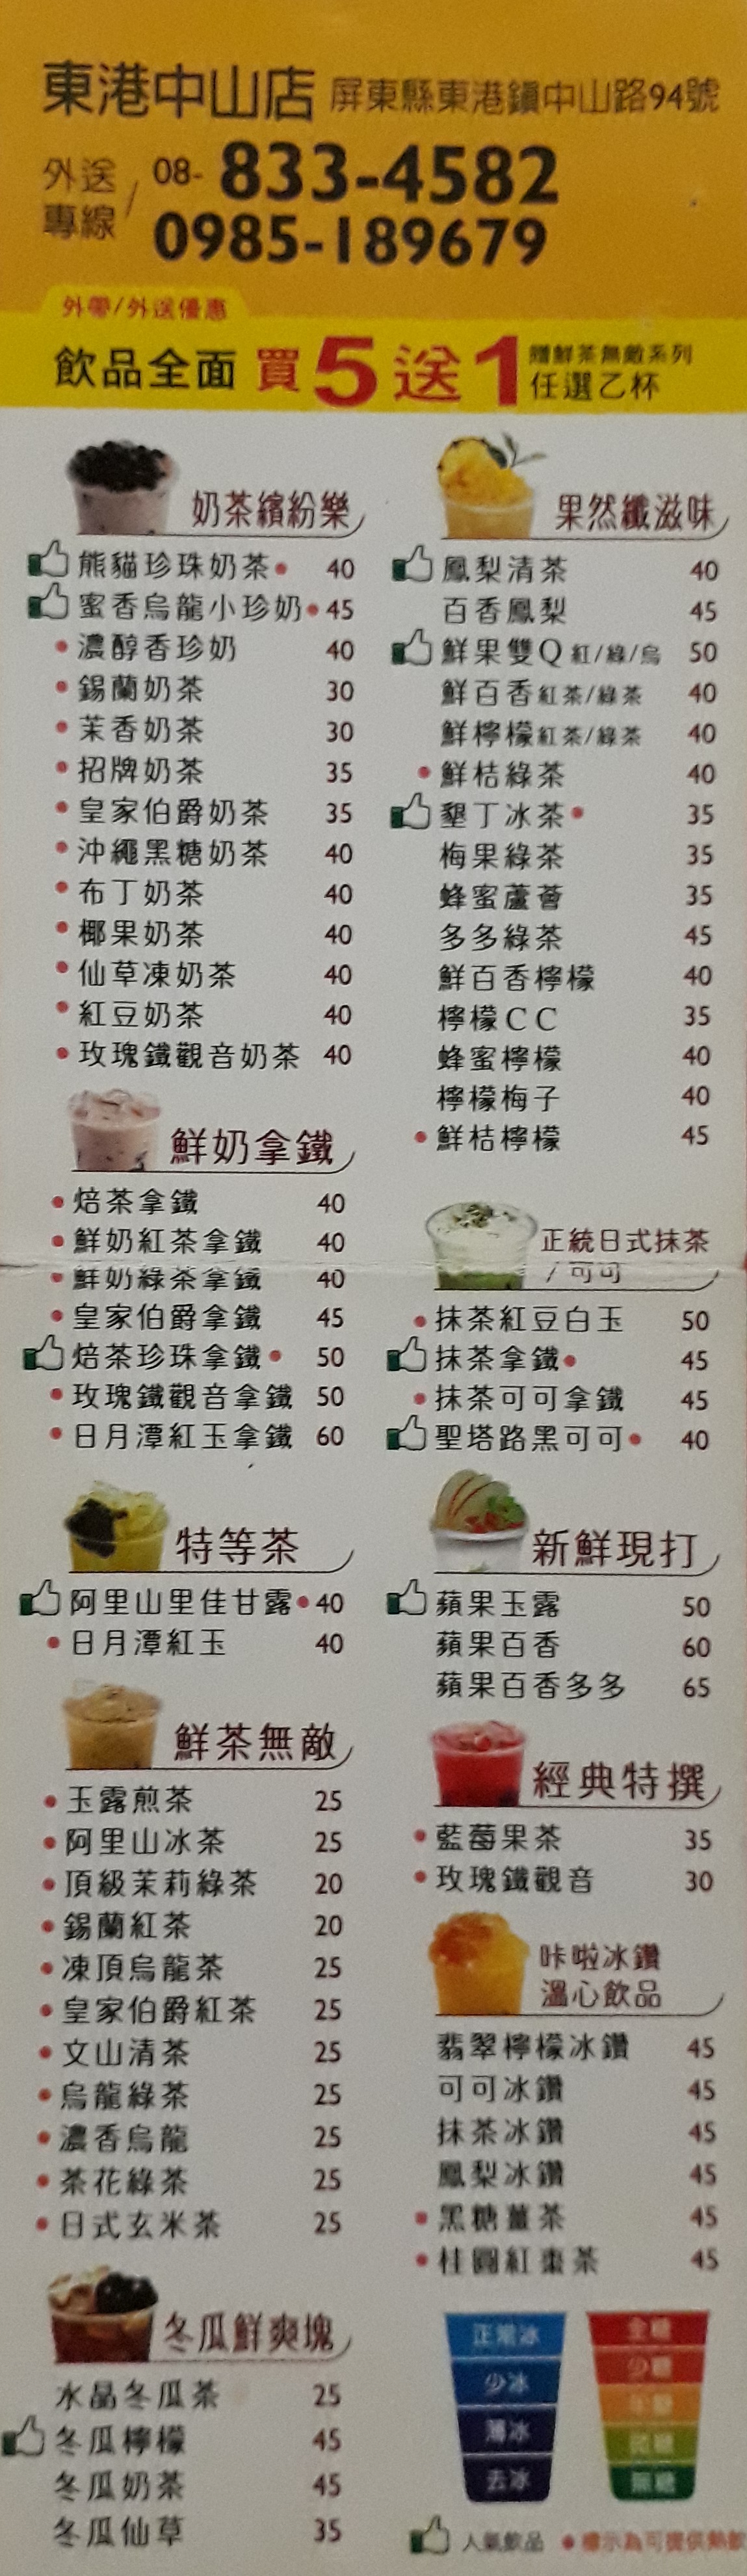 東港中山店 屏東縣東港鎮中山路94號
外送專線 / 08-833-4582
/ 0985-189679
外帶/外送優惠
飲品全面 買5送1 贈鮮茶無敵系列任選乙杯
奶茶繽紛樂
熊貓珍珠奶茶 • 40
蜜香烏龍小珍奶 • 45
• 濃醇香珍奶 40
• 錫蘭奶茶 30
• 茉香奶茶 30
• 招牌奶茶 35
• 皇家伯爵奶茶 35
• 沖繩黑糖奶茶 40
• 布丁奶茶 40
• 椰果奶茶 40
• 仙草凍奶茶 40
• 紅豆奶茶 40
• 玫瑰鐵觀音奶茶 40
鮮奶拿鐵
• 焙茶拿鐵 40
• 鮮奶紅茶拿鐵 40
• 鮮奶綠茶拿鐵 40
• 皇家伯爵拿鐵 45
焙茶珍珠拿鐵 • 50
• 玫瑰鐵觀音拿鐵 50
• 日月潭紅玉拿鐵 60
特等茶
阿里山里佳甘露 • 40
• 日月潭紅玉 40
鮮茶無敵
• 玉露煎茶 25
• 阿里山冰茶 25
• 頂級茉莉綠茶 20
• 錫蘭紅茶 20
• 凍頂烏龍茶 25
• 皇家伯爵紅茶 25
• 文山清茶 25
• 烏龍綠茶 25
• 濃香烏龍 25
• 茶花綠茶 25
• 日式玄米茶 25
冬瓜鮮爽塊
水晶冬瓜茶 25
冬瓜檸檬 45
冬瓜奶茶 45
冬瓜仙草 35
果然纖滋味
鳳梨清茶 40
百香鳳梨 45
鮮果雙Q 紅/綠/烏 50
鮮百香紅茶/綠茶 40
鮮檸檬紅茶/綠茶 40
• 鮮桔綠茶 40
墾丁冰茶 • 35
梅果綠茶 35
蜂蜜蘆薈 35
多多綠茶 45
鮮百香檸檬 40
檸檬CC 35
蜂蜜檸檬 40
檸檬梅子 40
• 鮮桔檸檬 45
正統日式抹茶
/可可
• 抹茶紅豆白玉 50
抹茶拿鐵 • 45
• 抹茶可可拿鐵 45
聖塔路黑可可 • 40
新鮮現打
蘋果玉露 50
蘋果百香 60
蘋果百香多多 65
經典特撰
• 藍莓果茶 35
• 玫瑰鐵觀音 30
咔啦冰鑽
溫心飲品
翡翠檸檬冰鑽 45
可可冰鑽 45
抹茶冰鑽 45
鳳梨冰鑽 45
• 黑糖薑茶 45
• 桂圓紅棗茶 45
正常冰
少冰
微冰
去冰
全糖
少糖
半糖
微糖
無糖
人氣飲品 • 標示為可提供熱飲